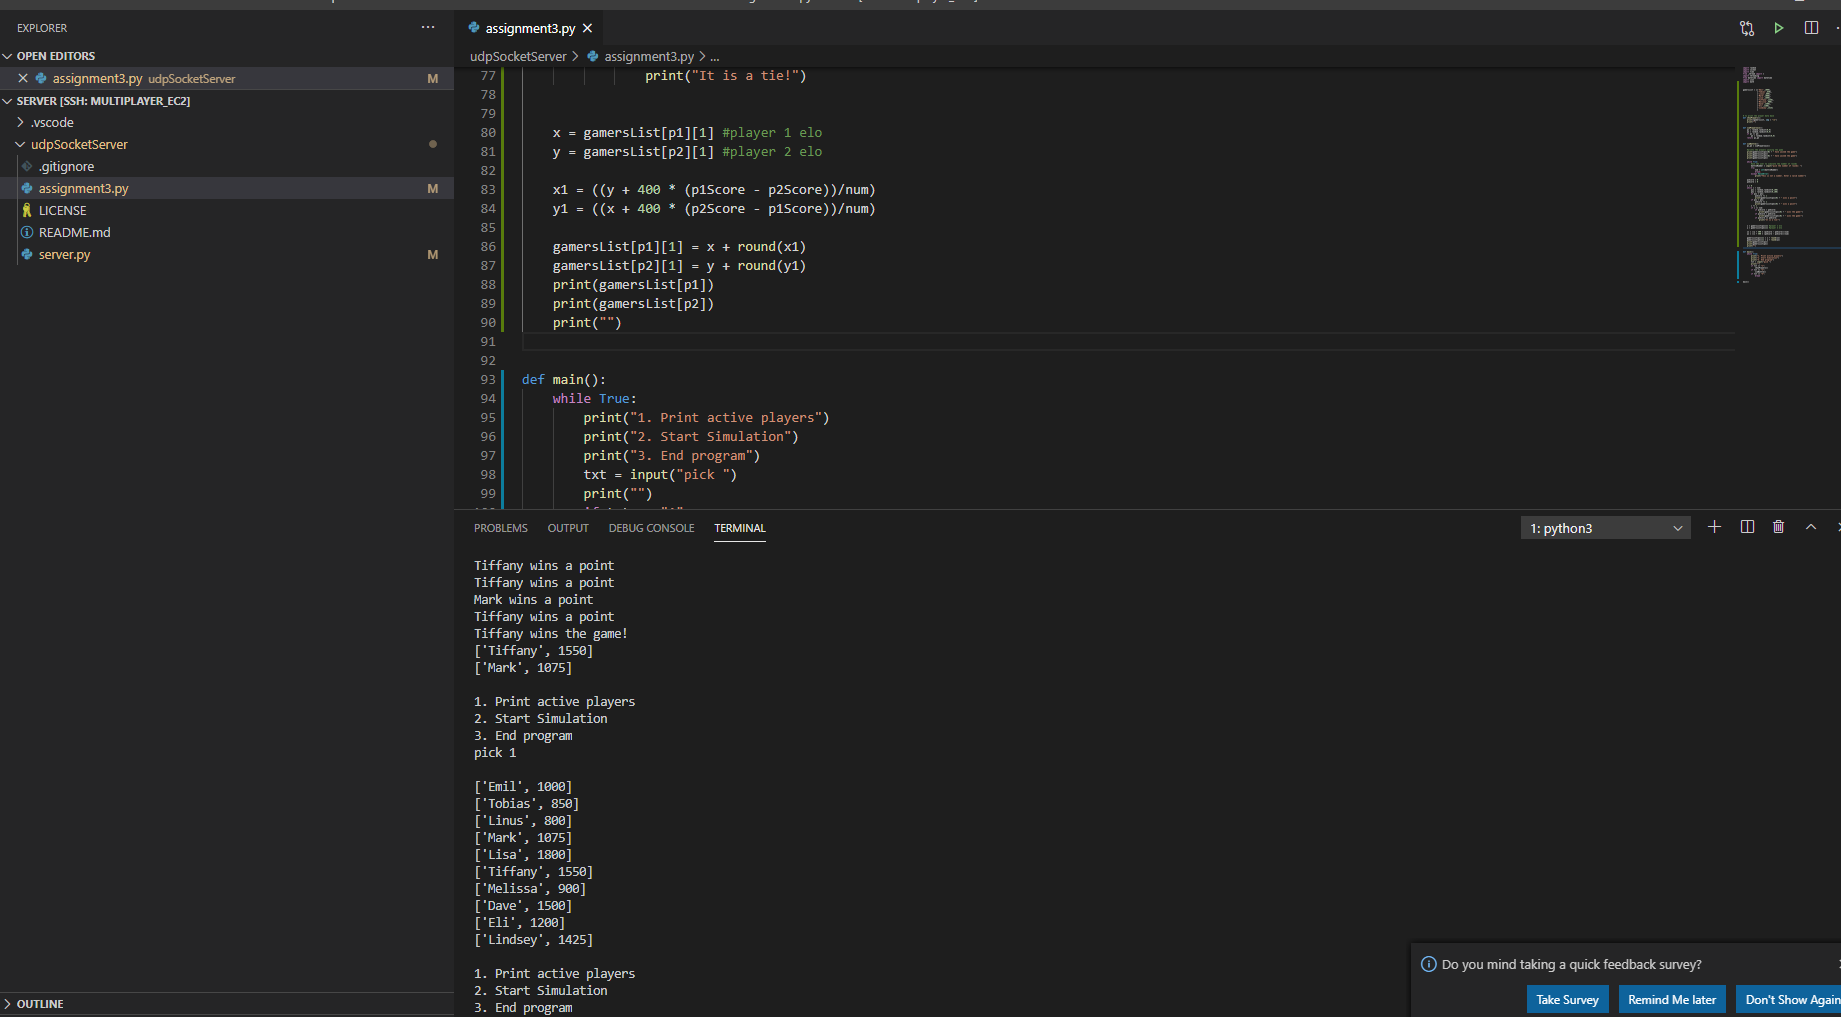 EXPLORER
OPEN EDITORS
assignment3.py udpSocketServer M
SERVER [SSH: MULTIPLAYER_EC2]
.vscode
udpSocketServer
.gitignore
assignment3.py M
LICENSE
README.md
server.py M
OUTLINE
assignment3.py
udpSocketServer > assignment3.py > ...
77 print("It is a tie!")
78
79
80 x = gamersList[p1][1] #player 1 elo
81 y = gamersList[p2][1] #player 2 elo
82
83 x1 = ((y + 400 * (p1Score - p2Score))/num)
84 y1 = ((x + 400 * (p2Score - p1Score))/num)
85
86 gamersList[p1][1] = x + round(x1)
87 gamersList[p2][1] = y + round(y1)
88 print(gamersList[p1])
89 print(gamersList[p2])
90 print("")
91
92
93 def main():
94 while True:
95 print("1. Print active players")
96 print("2. Start Simulation")
97 print("3. End program")
98 txt = input("pick ")
99 print("")
PROBLEMS OUTPUT DEBUG CONSOLE TERMINAL
1: python3
Tiffany wins a point
Tiffany wins a point
Mark wins a point
Tiffany wins a point
Tiffany wins the game!
['Tiffany', 1550]
['Mark', 1075]
1. Print active players
2. Start Simulation
3. End program
pick 1
['Emil', 1000]
['Tobias', 850]
['Linus', 800]
['Mark', 1075]
['Lisa', 1800]
['Tiffany', 1550]
['Melissa', 900]
['Dave', 1500]
['Eli', 1200]
['Lindsey', 1425]
1. Print active players
2. Start Simulation
3. End program
Do you mind taking a quick feedback survey?
Take Survey Remind Me later Don't Show Again